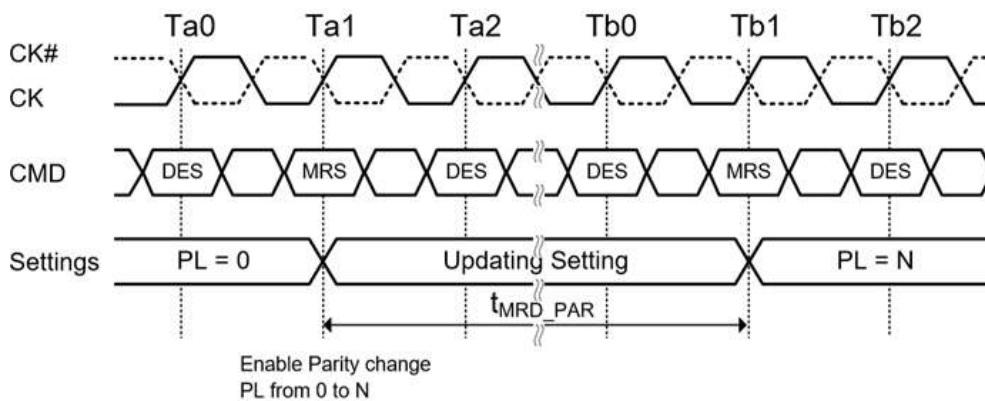 Ta0 Ta1 Ta2 Tb0 Tb1 Tb2
CK#
CK
CMD DES MRS DES DES MRS DES
Settings PL = 0 Updating Setting PL = N
tMRD_PAR
Enable Parity change
PL from 0 to N